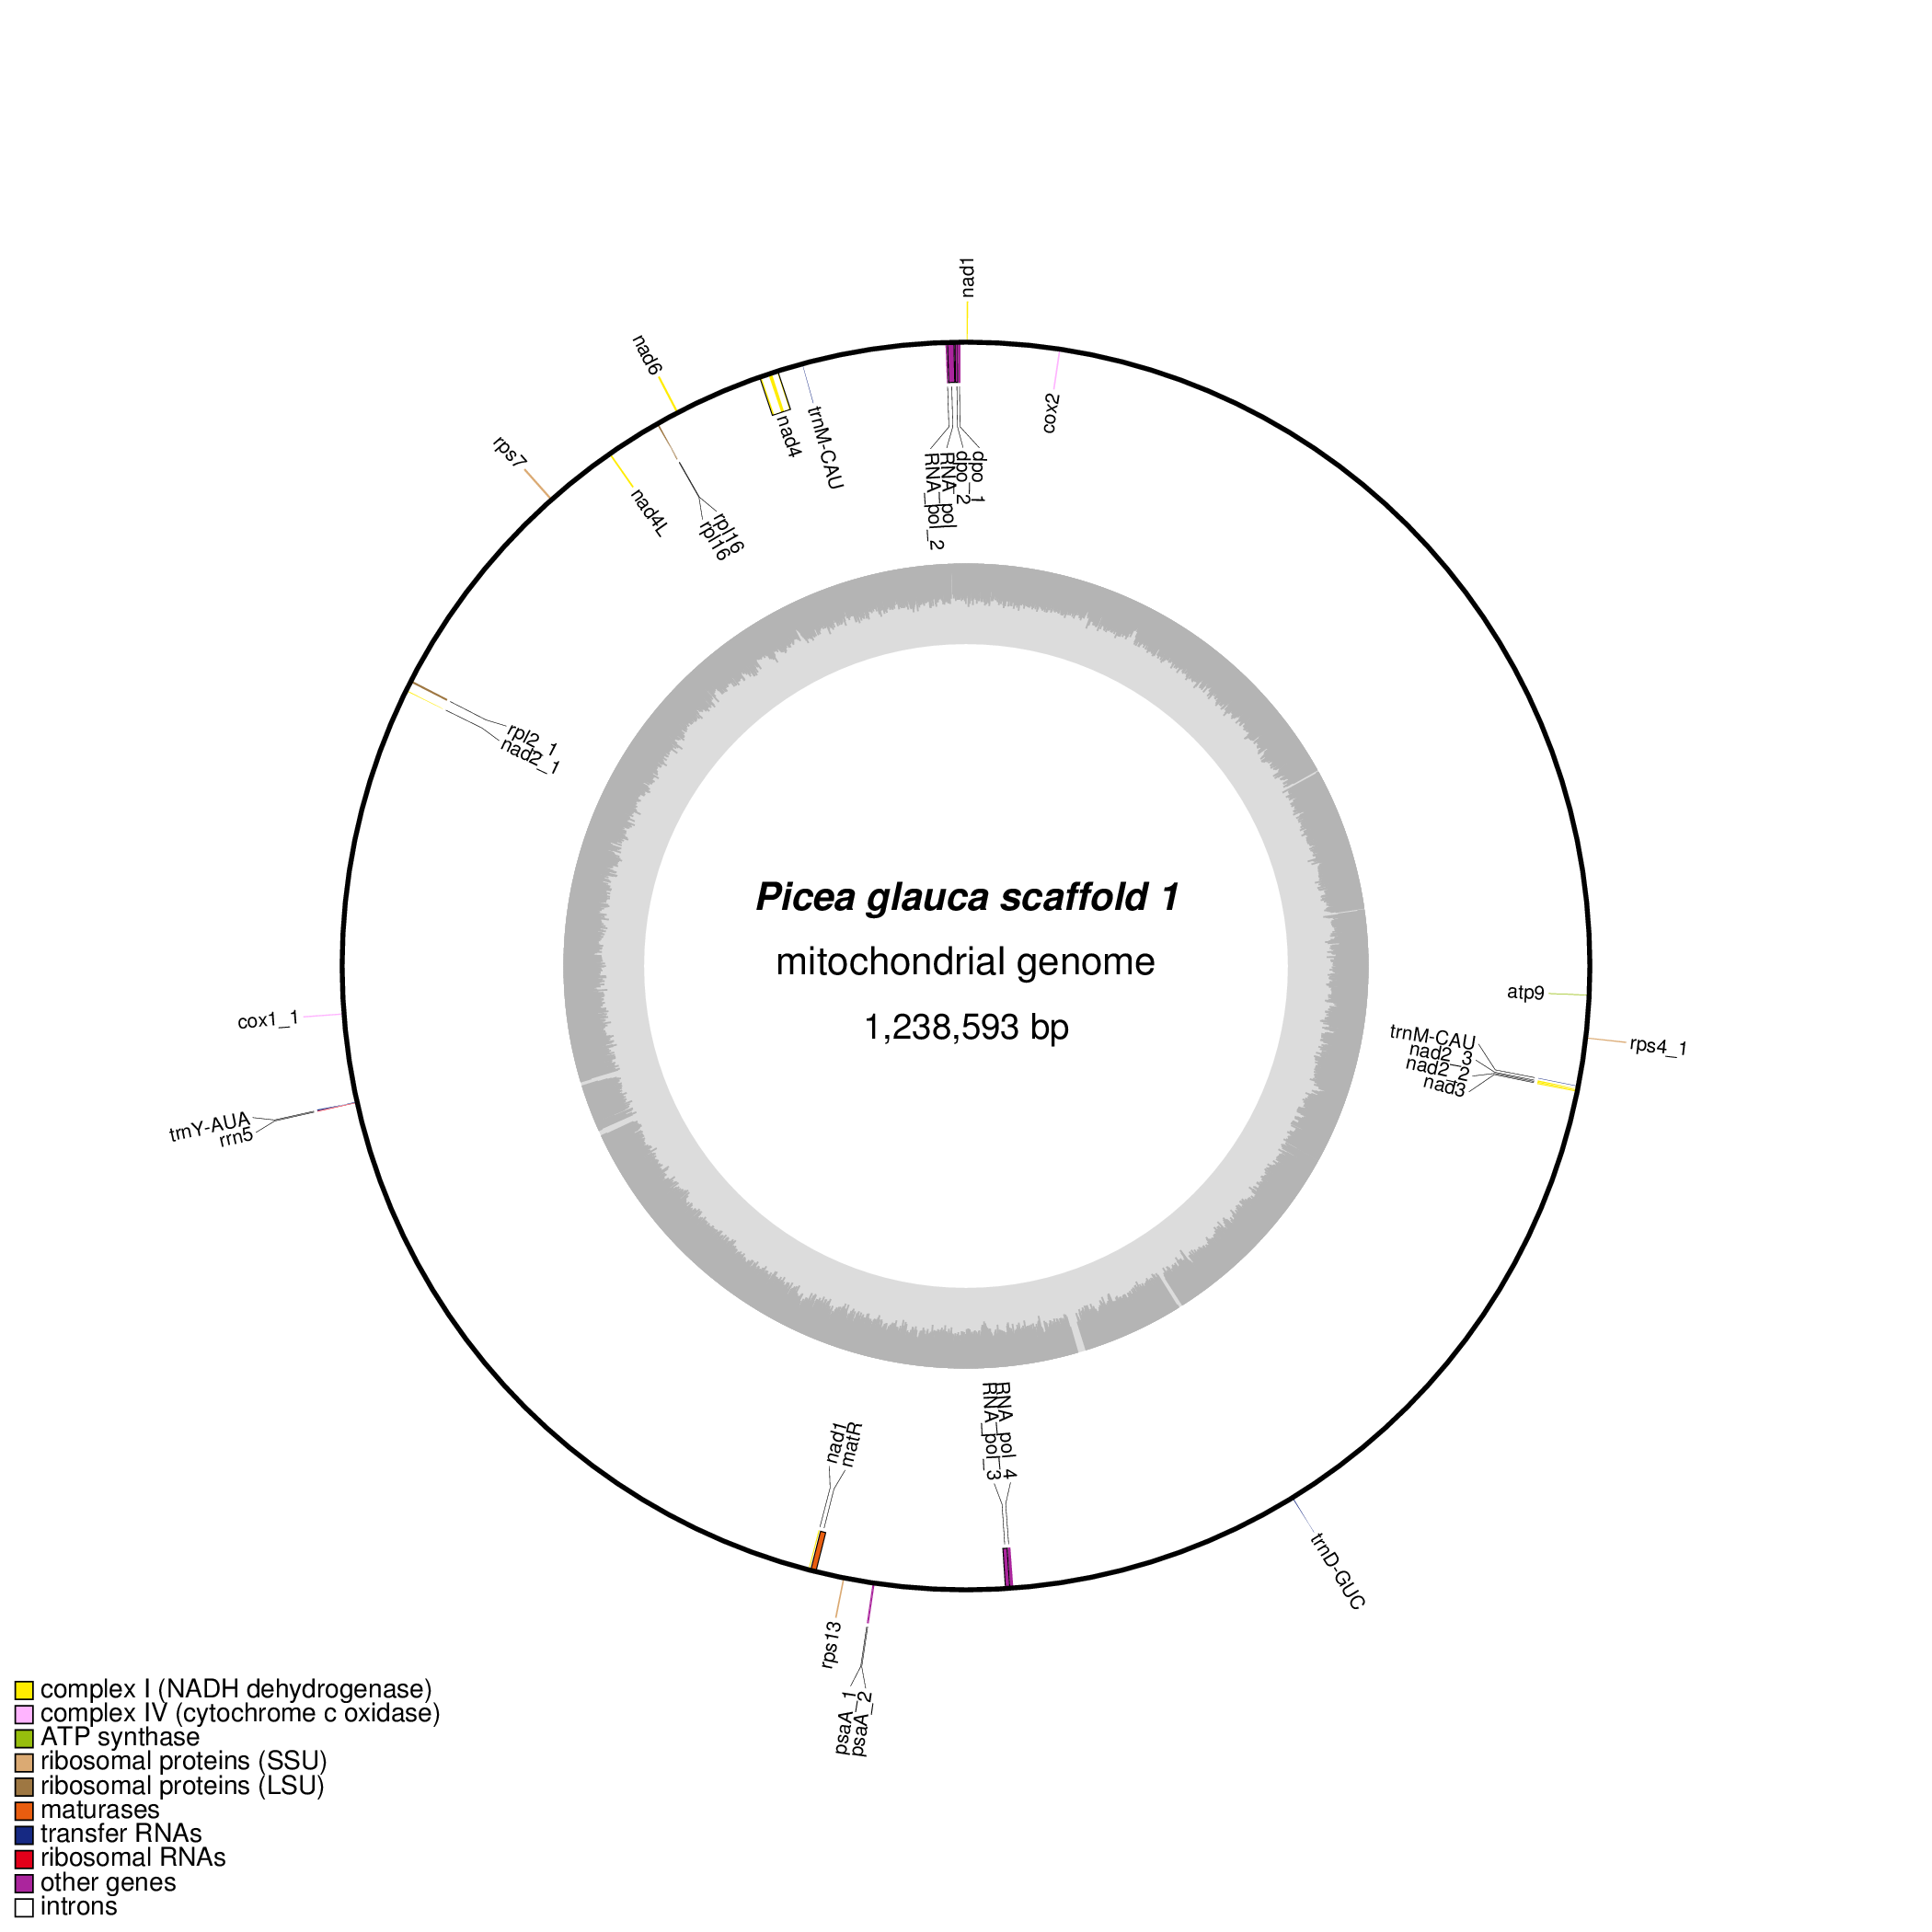 nad1
cox2
nad6
rps7
nad4
trnM-CAU
nad4L
rpl16
rpl16
dpo_1
dpo_2
RNA_pol
RNA_pol_2
rpl2_1
nad2_1
Picea glauca scaffold 1
mitochondrial genome
1,238,593 bp
atp9
rps4_1
trnM-CAU
nad2_3
nad2_2
nad3
cox1_1
trnY-AUA
rrn5
RNA_pol_4
RNA_pol_3
nad1
matR
trnD-GUC
rps13
psaA_1
psaA_2
complex I (NADH dehydrogenase)
complex IV (cytochrome c oxidase)
ATP synthase
ribosomal proteins (SSU)
ribosomal proteins (LSU)
maturases
transfer RNAs
ribosomal RNAs
other genes
introns